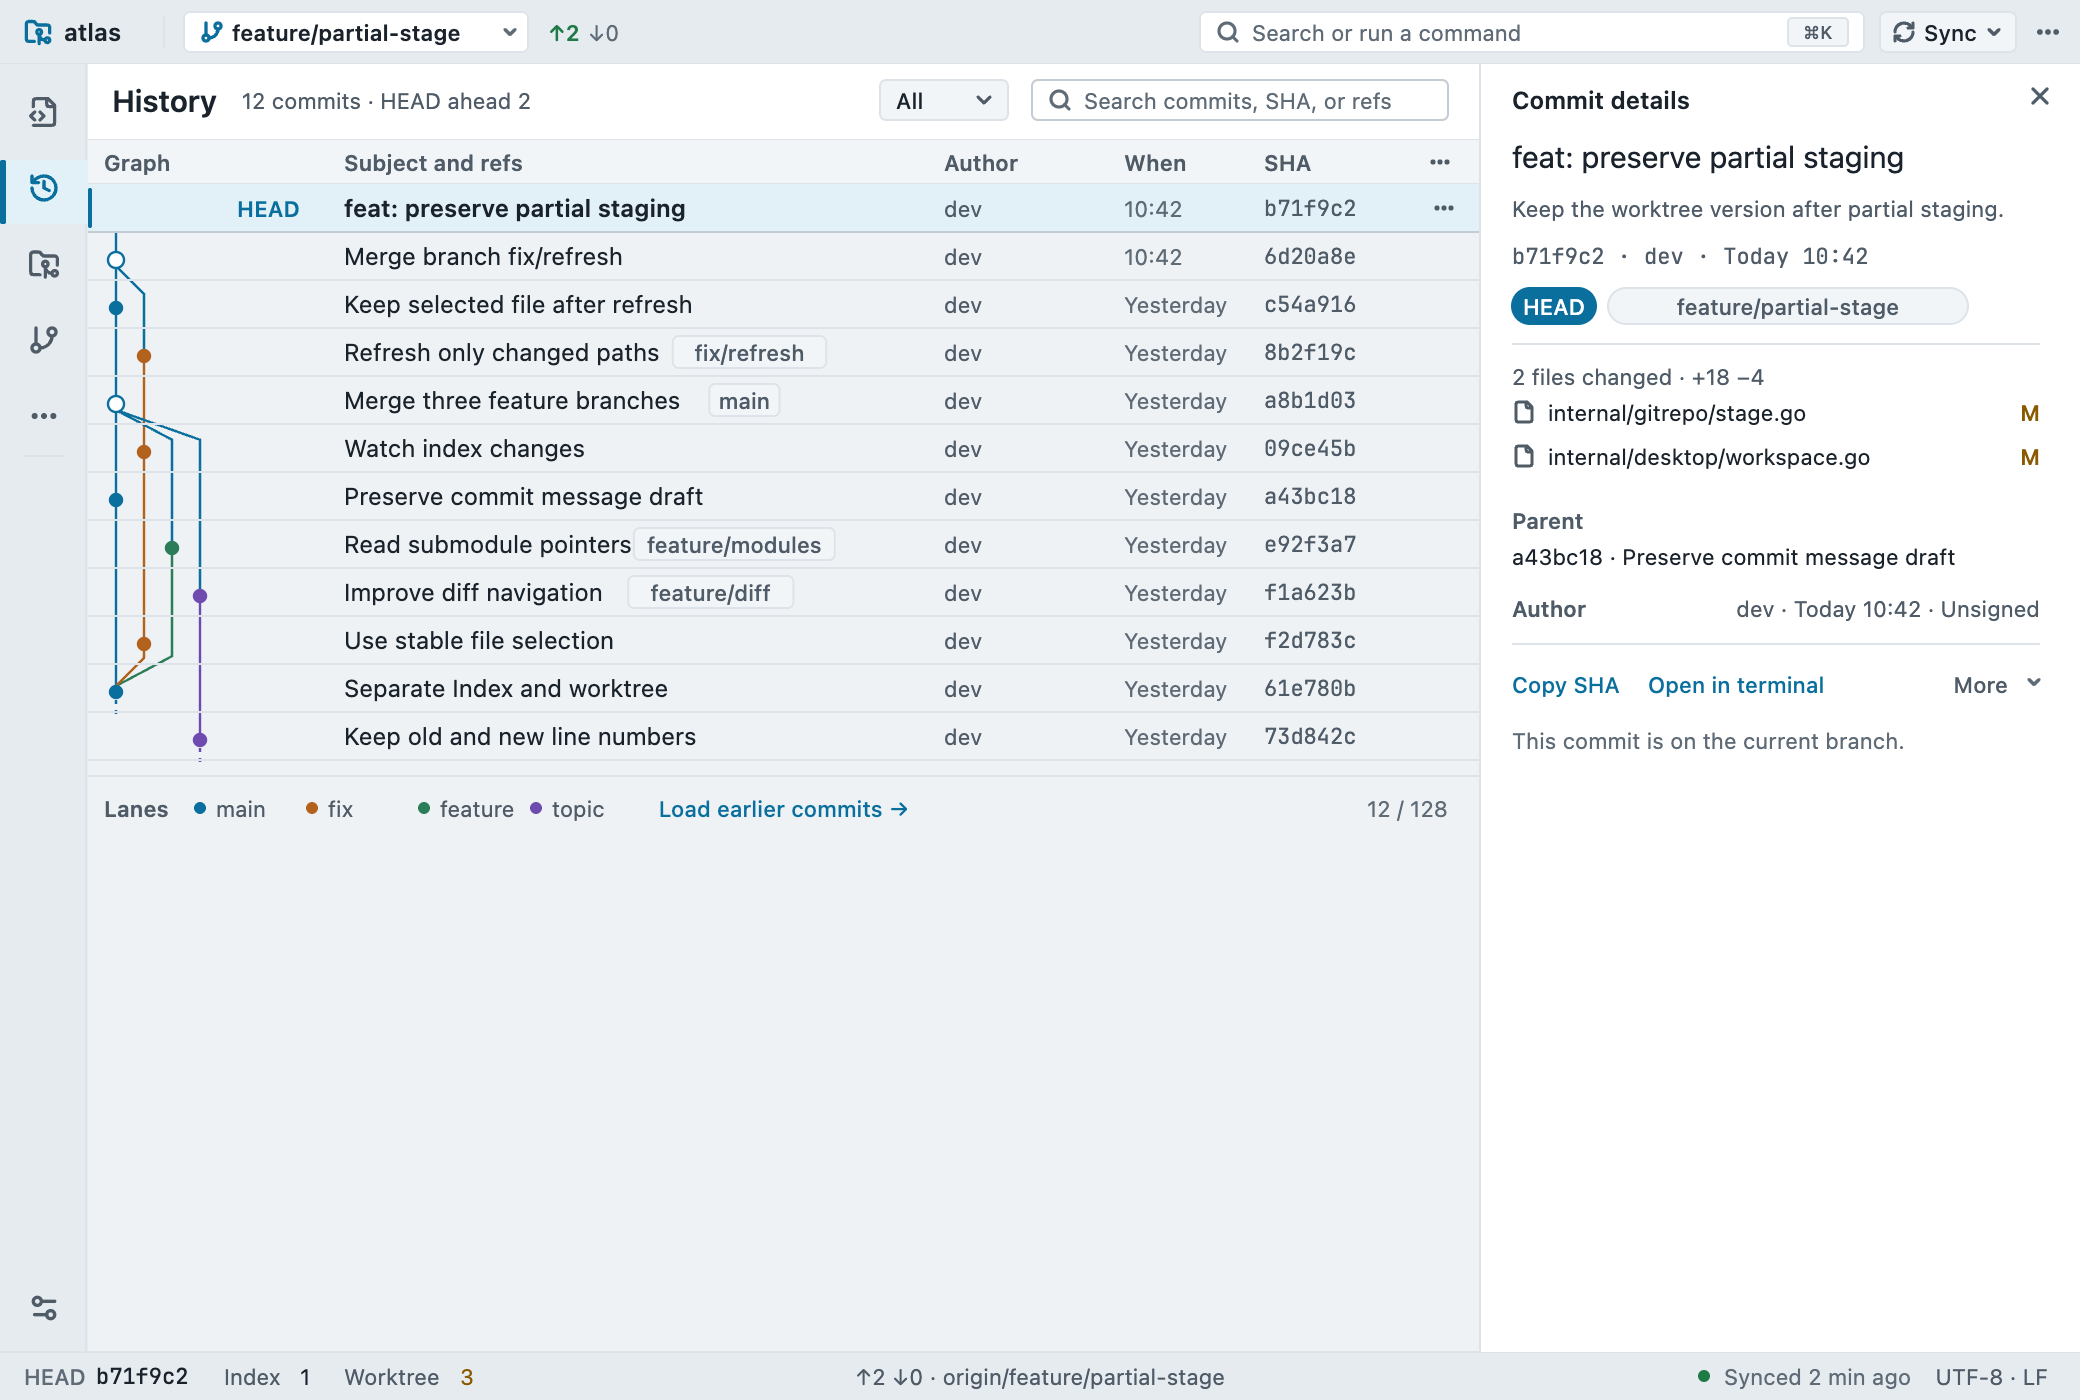 atlas feature/partial-stage ↑2 ↓0 Search or run a command ⌘K Sync
History 12 commits · HEAD ahead 2 All Search commits, SHA, or refs
Graph Subject and refs Author When SHA
HEAD feat: preserve partial staging dev 10:42 b71f9c2
Merge branch fix/refresh dev 10:42 6d20a8e
Keep selected file after refresh dev Yesterday c54a916
Refresh only changed paths fix/refresh dev Yesterday 8b2f19c
Merge three feature branches main dev Yesterday a8b1d03
Watch index changes dev Yesterday 09ce45b
Preserve commit message draft dev Yesterday a43bc18
Read submodule pointers feature/modules dev Yesterday e92f3a7
Improve diff navigation feature/diff dev Yesterday f1a623b
Use stable file selection dev Yesterday f2d783c
Separate Index and worktree dev Yesterday 61e780b
Keep old and new line numbers dev Yesterday 73d842c
Lanes main fix feature topic Load earlier commits → 12 / 128
Commit details
feat: preserve partial staging
Keep the worktree version after partial staging.
b71f9c2 · dev · Today 10:42
HEAD feature/partial-stage
2 files changed · +18 −4
internal/gitrepo/stage.go M
internal/desktop/workspace.go M
Parent
a43bc18 · Preserve commit message draft
Author dev · Today 10:42 · Unsigned
Copy SHA Open in terminal More
This commit is on the current branch.
HEAD b71f9c2 Index 1 Worktree 3 ↑2 ↓0 · origin/feature/partial-stage Synced 2 min ago UTF-8 · LF